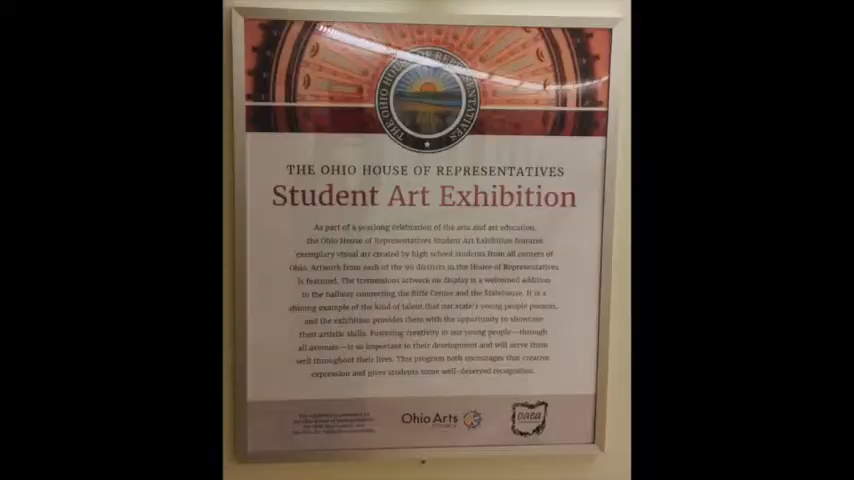 THE OHIO HOUSE OF REPRESENTATIVES
THE OHIO HOUSE OF REPRESENTATIVES
Student Art Exhibition
As part of a yearlong celebration of the arts and art education,
the Ohio House of Representatives Student Art Exhibition features
exemplary visual art created by high school students from all corners of
Ohio. Artwork from each of the 99 districts in the House of Representatives
is featured. The tremendous artwork on display is a welcomed addition
to the hallway connecting the Riffe Center and the Statehouse. It is a
shining example of the kind of talent that our state's young people possess,
and the exhibition provides them with the opportunity to showcase
their artistic skills. Fostering creativity in our young people—through
all avenues—is so important to their development and will serve them
well throughout their lives. This program both encourages that creative
expression and gives students some well-deserved recognition.
Ohio Arts
COUNCIL
oaea